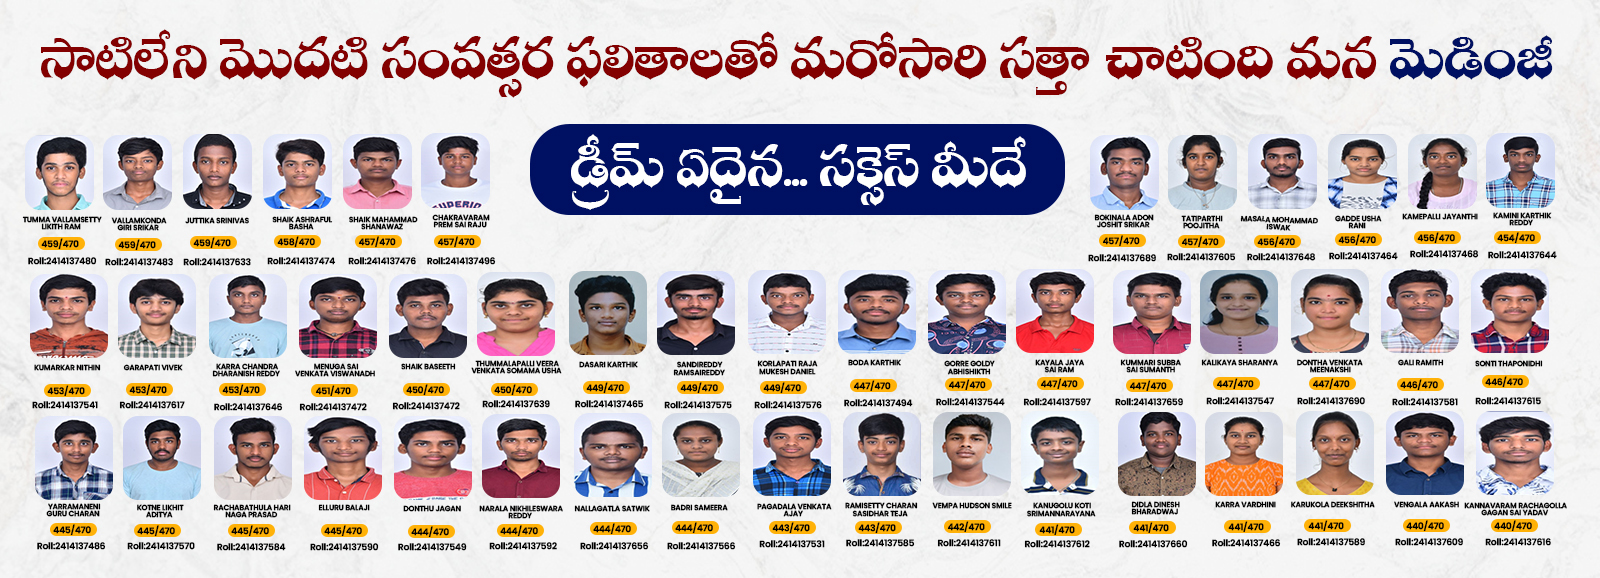 సాటిలేని మొదటి సంవత్సర ఫలితాలతో మరోసారి సత్తా చాటింది మన మెడింజీ
డ్రీమ్ ఏదైన... సక్సెస్ మీదే
TUMMA VALLAMSETTY
LIKITH RAM
459/470
Roll:2414137480
VALLAMKONDA
GIRI SRIKAR
459/470
Roll:2414137483
JUTTIKA SRINIVAS
459/470
Roll:2414137633
SHAIK ASHRAFUL
BASHA
458/470
Roll:2414137474
SHAIK MAHAMMAD
SHANAWAZ
457/470
Roll:2414137476
CHAKRAVARAM
PREM SAI RAJU
457/470
Roll:2414137496
BOKINALA ADON
JOSHIT SRIKAR
457/470
Roll:2414137689
TATIPARTHI
POOJITHA
457/470
Roll:2414137605
MASALA MOHAMMAD
ISWAK
456/470
Roll:2414137648
GADDE USHA
RANI
456/470
Roll:2414137464
KAMEPALLI JAYANTHI
456/470
Roll:2414137468
KAMINI KARTHIK
REDDY
454/470
Roll:2414137644
KUMARKAR NITHIN
453/470
Roll:2414137541
GARAPATI VIVEK
453/470
Roll:2414137617
KARRA CHANDRA
DHARANISH REDDY
453/470
Roll:2414137646
MENUGA SAI
VENKATA VISWANADH
451/470
Roll:2414137472
SHAIK BASEETH
450/470
Roll:2414137472
THUMMALAPALLI VEERA
VENKATA SOMAMA USHA
450/470
Roll:2414137639
DASARI KARTHIK
449/470
Roll:2414137465
SANDIREDDY
RAMSAIREDDY
449/470
Roll:2414137575
KORLAPATI RAJA
MUKESH DANIEL
449/470
Roll:2414137576
BODA KARTHIK
447/470
Roll:2414137494
GORRE GOLDY
ABHISHIKTH
447/470
Roll:2414137544
KAYALA JAYA
SAI RAM
447/470
Roll:2414137597
KUMMARI SUBBA
SAI SUMANTH
447/470
Roll:2414137659
KALIKAYA SHARANYA
447/470
Roll:2414137547
DONTHA VENKATA
MEENAKSHI
447/470
Roll:2414137690
GALI RAMITH
446/470
Roll:2414137581
SONTI THAPONIDHI
446/470
Roll:2414137615
YARRAMANENI
GURU CHARAN
445/470
Roll:2414137486
KOTNE LIKHIT
ADITYA
445/470
Roll:2414137570
RACHABATHULA HARI
NAGA PRASAD
445/470
Roll:2414137584
ELLURU BALAJI
445/470
Roll:2414137590
DONTHU JAGAN
444/470
Roll:2414137549
NARALA NIKHILESWARA
REDDY
444/470
Roll:2414137592
NALLAGATLA SATWIK
444/470
Roll:2414137656
BADRI SAMEERA
444/470
Roll:2414137566
PAGADALA VENKATA
AJAY
443/470
Roll:2414137531
RAMISETTY CHARAN
SASIDHAR TEJA
443/470
Roll:2414137585
VEMPA HUDSON SMILE
442/470
Roll:2414137611
KANUGOLU KOTI
SRIMANNARAYANA
441/470
Roll:2414137612
DIDLA DINESH
BHARADWAJ
441/470
Roll:2414137660
KARRA VARDHINI
441/470
Roll:2414137466
KARUKOLA DEEKSHITHA
441/470
Roll:2414137589
VENGALA AAKASH
440/470
Roll:2414137609
KANNAVARAM RACHAGOLLA
GAGAN SAI YADAV
440/470
Roll:2414137616